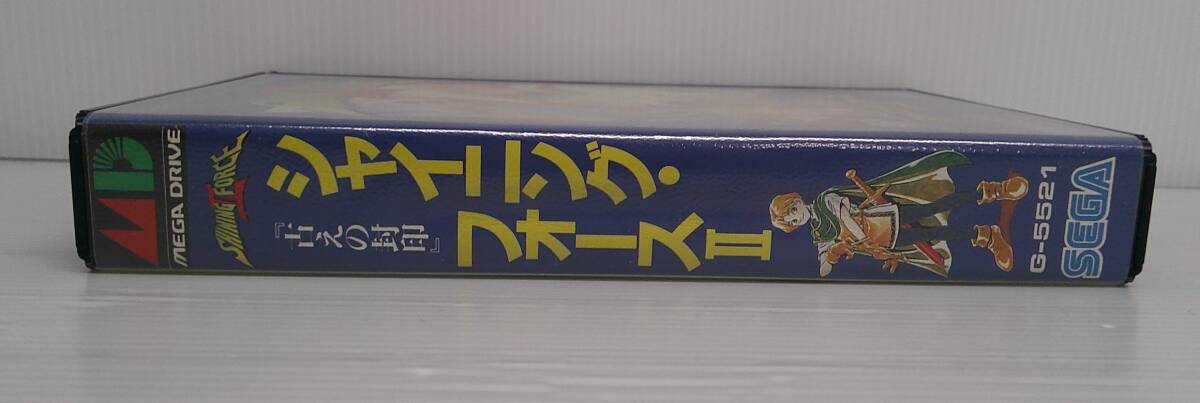 MD
MEGA DRIVE
SHINING FORCE II
シャイニング・
フォースII
『古えの封印』
G-5521
SEGA